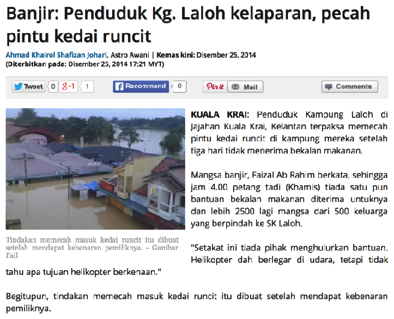 Banjir: Penduduk Kg. Laloh kelaparan, pecah
pintu kedai runcit
Ahmad Khairel Shafizan Johari, Astro Awani | Kemas kini: Disember 25, 2014
(Diterbitkan pada: Disember 25, 2014 17:21 MYT)
Tweet 0 +1 1 Recommend 0 Pin it Mail Comments
KUALA KRAI: Penduduk Kampung Laloh di
Jajahan Kuala Krai, Kelantan terpaksa memecah
pintu kedai runcit di kampung mereka setelah
tiga hari tidak menerima bekalan makanan.
Mangsa banjir, Faizal Ab Rahim berkata, sehingga
jam 4.00 petang tadi (Khamis) tiada satu pun
bantuan bekalan makanan diterima untuknya
dan lebih 2500 lagi mangsa dari 500 keluarga
yang berpindah ke SK Laloh.
Tindakan memecah masuk kedai runcit itu dibuat
setelah mendapat kebenaran pemiliknya. - Gambar
Fail
"Setakat ini tiada pihak menghulurkan bantuan.
Helikopter dah berlegar di udara, tetapi tidak
tahu apa tujuan helikopter berkenaan."
Begitupun, tindakan memecah masuk kedai runcit itu dibuat setelah mendapat kebenaran
pemiliknya.